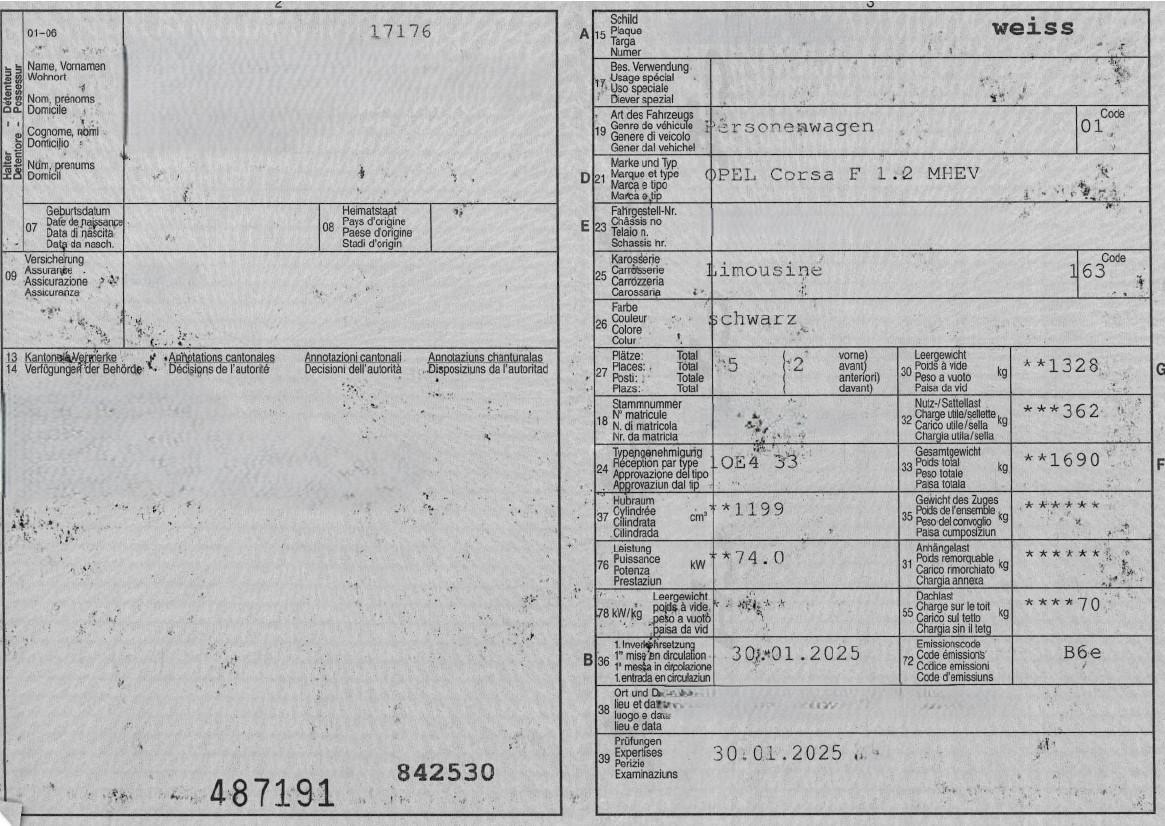 2
01-06
17176
Halter - Détenteur
Detentore - Possessur
Name, Vornamen
Wohnort
Nom, prénoms
Domicile
Cognome, nomi
Domicilio
Num, prenums
Domicil
07
Geburtsdatum
Date de naissance
Data di nascita
Data da nasch.
08
Heimatstaat
Pays d'origine
Paese d'origine
Stadi d'origin
09
Versicherung
Assurance
Assicurazione
Assicuranza
13 Kantonale Vermerke Annotations cantonales Annotazioni cantonali Annotaziuns chantunalas
14 Verfügungen der Behörde Décisions de l'autorité Decisioni dell'autorità Disposiziuns da l'autoritad
487191
842530
3
A 15
Schild
Plaque
Targa
Numer
weiss
17
Bes. Verwendung
Usage spécial
Uso speciale
Diever spezial
19
Art des Fahrzeugs
Genre de véhicule
Genere di veicolo
Gener dal vehichel
Personenwagen
Code
01
D 21
Marke und Typ
Marque et type
Marca e tipo
Marca e tip
OPEL Corsa F 1.2 MHEV
E 23
Fahrgestell-Nr.
Châssis no
Telaio n.
Schassis nr.
25
Karosserie
Carrosserie
Carrozzeria
Carossaria
Limousine
Code
163
26
Farbe
Couleur
Colore
Colur
schwarz
27
Plätze: Total
Places: Total
Posti: Totale
Plazs: Total
5 ( 2
vorne)
avant)
anteriori)
davant)
30
Leergewicht
Poids à vide
Peso a vuoto
Paisa da vid
kg
**1328
G
18
Stammnummer
N° matricule
N. di matricola
Nr. da matricla
32
Nutz-/Sattellast
Charge utile/sellette
Carico utile/sella
Chargia utila/sella
kg
***362
24
Typengenehmigung
Réception par type
Approvazione del tipo
Approvaziun dal tip
1OE4 33
33
Gesamtgewicht
Poids total
Peso totale
Paisa totala
kg
**1690
F
37
Hubraum
Cylindrée
Cilindrata
Cilindrada
cm³
**1199
35
Gewicht des Zuges
Poids de l'ensemble
Peso del convoglio
Paisa cumposiziun
kg
******
76
Leistung
Puissance
Potenza
Prestaziun
kW
**74.0
31
Anhängelast
Poids remorquable
Carico rimorchiato
Chargia annexa
kg
******
78 kW/kg
Leergewicht
poids à vide
peso a vuoto
paisa da vid
55
Dachlast
Charge sur le toit
Carico sul tetto
Chargia sin il tetg
kg
****70
B 36
1. Inverkehrsetzung
1re mise en circulation
1a messa in circolazione
1. entrada en circulaziun
30.01.2025
72
Emissionscode
Code émissions
Codice emissioni
Code d'emissiuns
B6e
38
Ort und
lieu et date
luogo e data
lieu e data
39
Prüfungen
Expertises
Perizie
Examinaziuns
30.01.2025